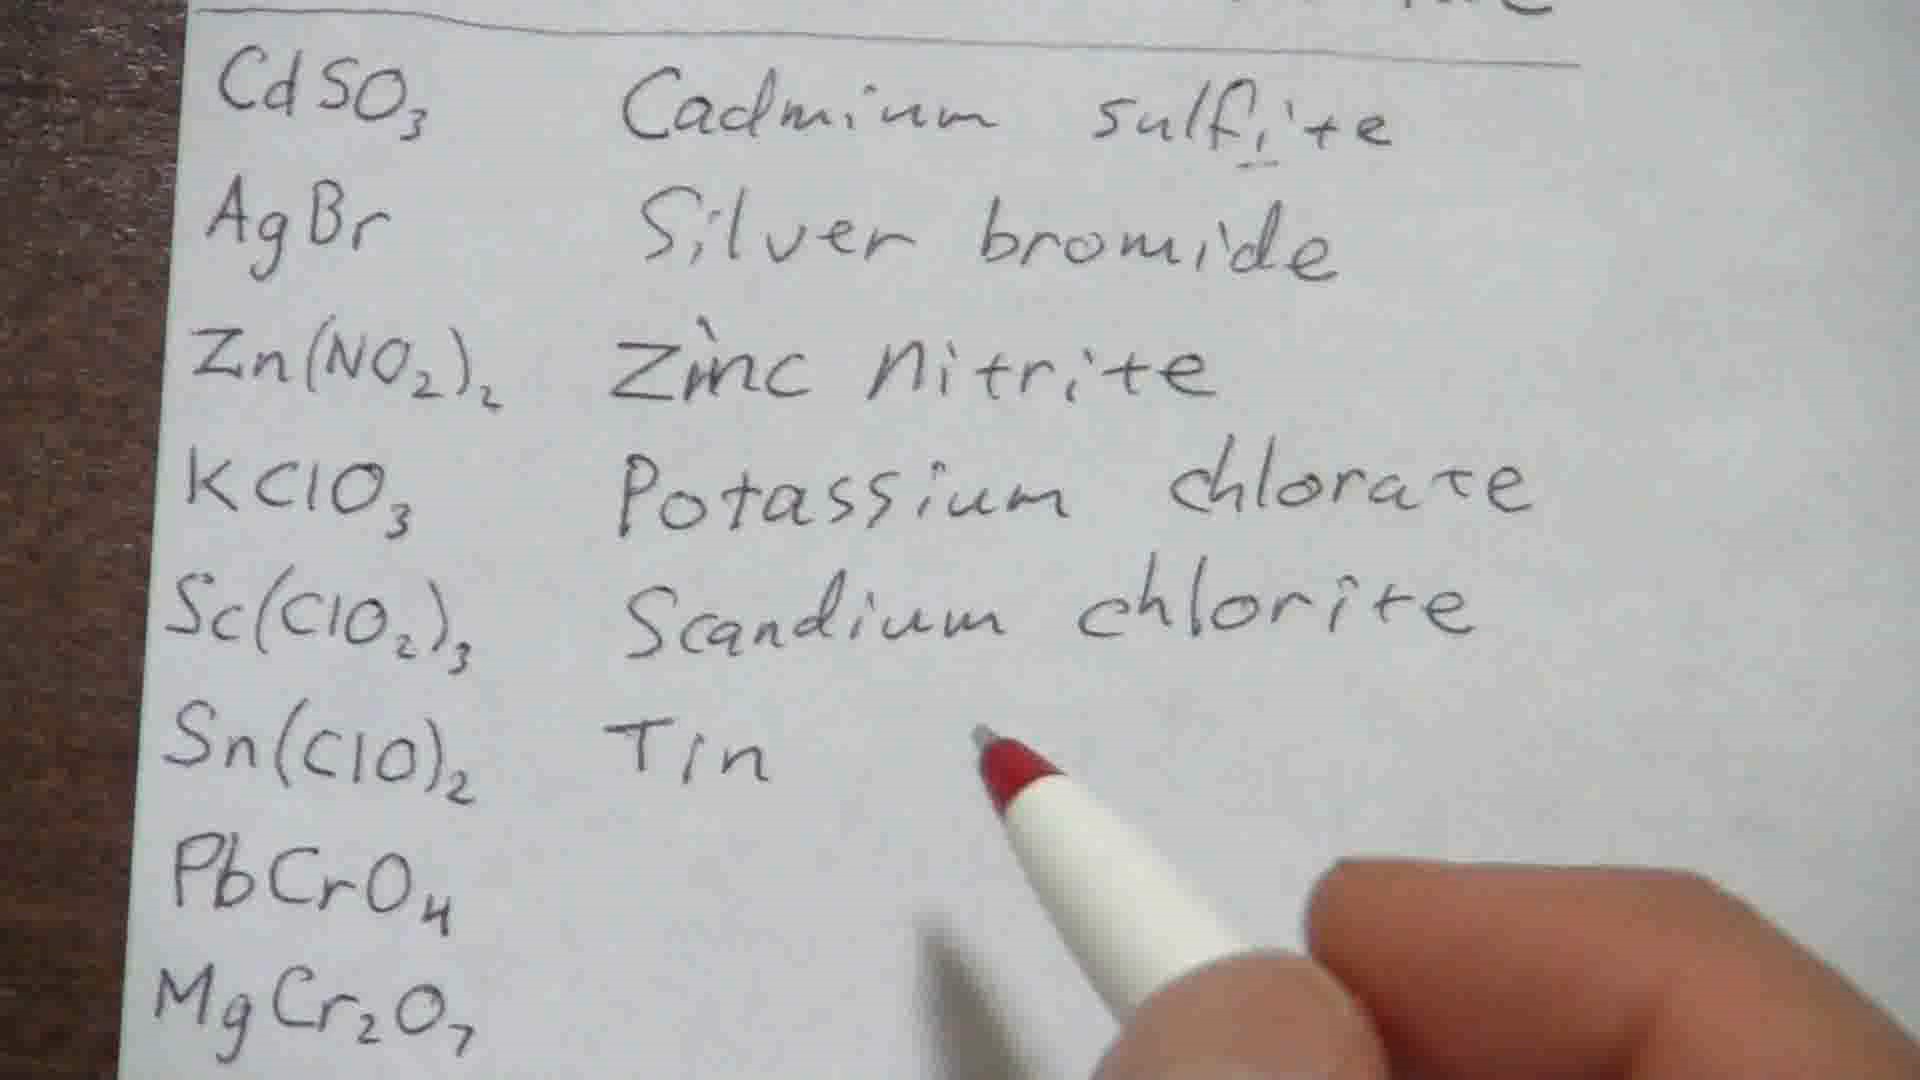 CdSO₃ Cadmium sulfite
AgBr Silver bromide
Zn(NO₂)₂ Zinc nitrite
KClO₃ Potassium chlorate
Sc(ClO₂)₃ Scandium chlorite
Sn(ClO)₂ Tin
PbCrO₄
MgCr₂O₇